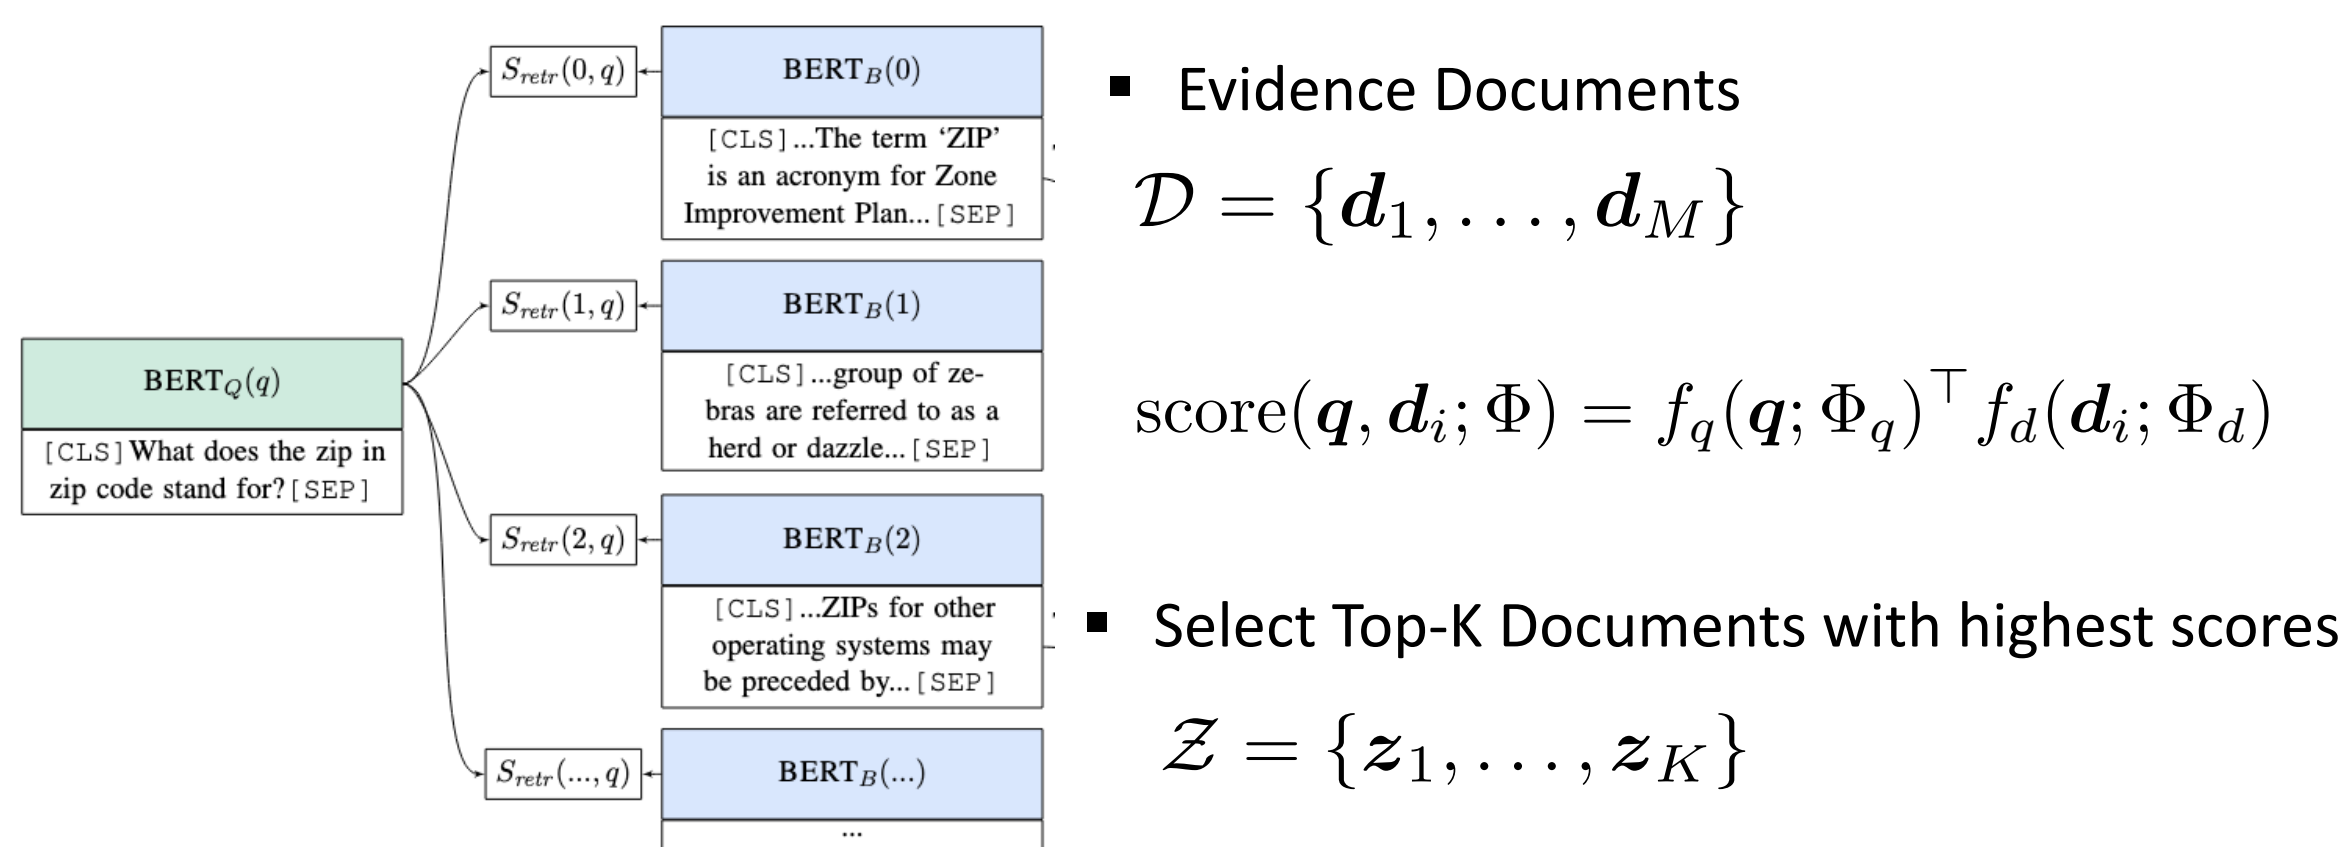 S_retr(0, q)
BERT_B(0)
[CLS]...The term ‘ZIP’
is an acronym for Zone
Improvement Plan...[SEP]
S_retr(1, q)
BERT_B(1)
[CLS]...group of ze-
bras are referred to as a
herd or dazzle...[SEP]
BERT_Q(q)
[CLS]What does the zip in
zip code stand for?[SEP]
S_retr(2, q)
BERT_B(2)
[CLS]...ZIPs for other
operating systems may
be preceded by...[SEP]
S_retr(..., q)
BERT_B(...)
...
▪ Evidence Documents
𝒟 = {d_1, . . . , d_M}
score(q, d_i; Φ) = f_q(q; Φ_q)^⊤ f_d(d_i; Φ_d)
▪ Select Top-K Documents with highest scores
𝒵 = {z_1, . . . , z_K}